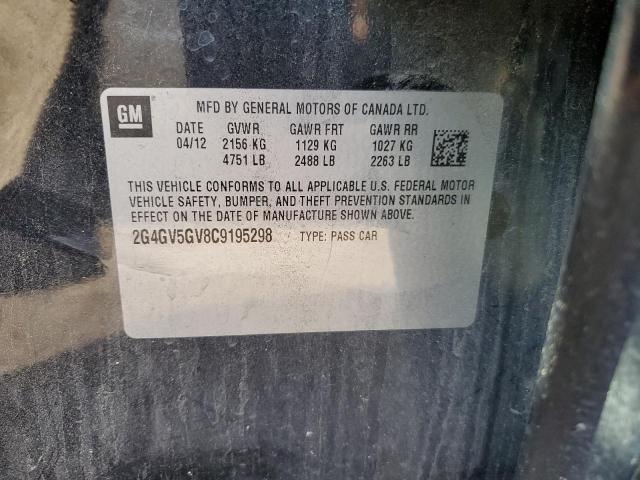 GM
MFD BY GENERAL MOTORS OF CANADA LTD.
DATE GVWR GAWR FRT GAWR RR
04/12 2156 KG 1129 KG 1027 KG
4751 LB 2488 LB 2263 LB
THIS VEHICLE CONFORMS TO ALL APPLICABLE U.S. FEDERAL MOTOR
VEHICLE SAFETY, BUMPER, AND THEFT PREVENTION STANDARDS IN
EFFECT ON THE DATE OF MANUFACTURE SHOWN ABOVE.
2G4GV5GV8C9195298 TYPE: PASS CAR